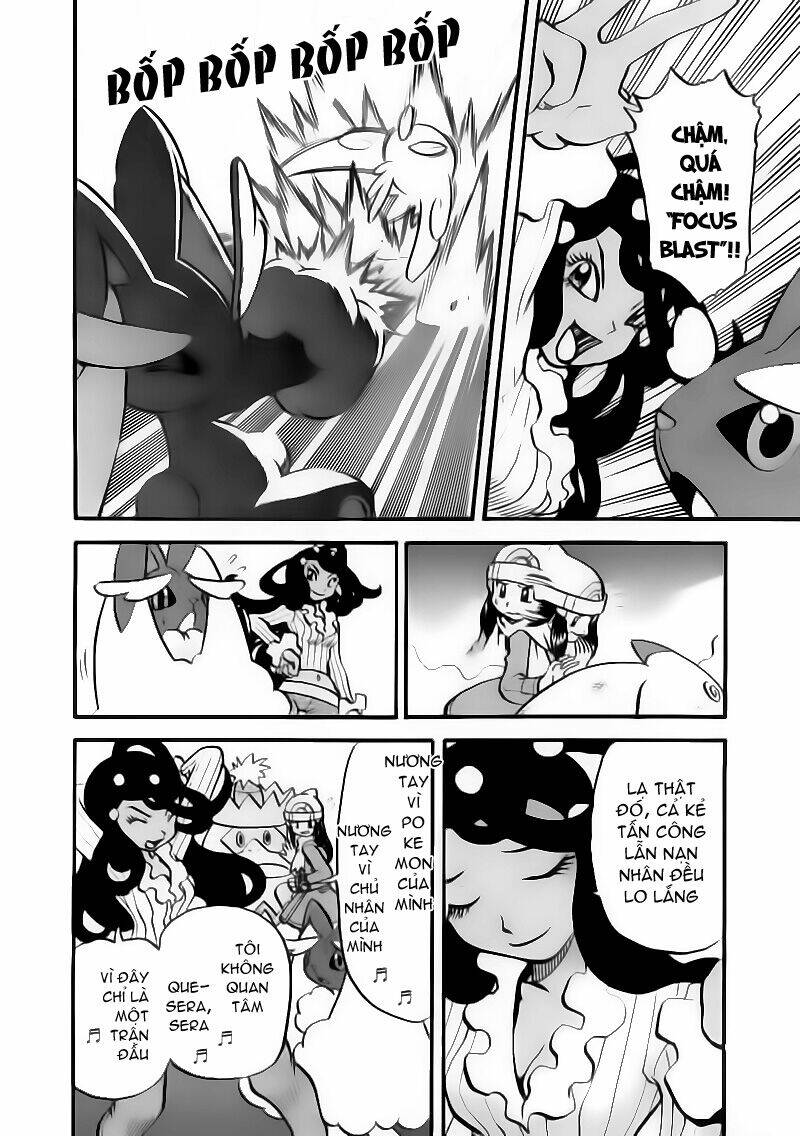 CHẬM,
QUÁ
CHẬM!
"FOCUS
BLAST"!!
BỐP BỐP BỐP BỐP
LẠ THẬT
ĐÓ, CẢ KẺ
TẤN CÔNG
LẪN NẠN
NHÂN ĐỀU
LO LẮNG
NƯƠNG
TAY
VÌ
PO
KE
MON
CỦA
MÌNH
NƯƠNG
TAY
VÌ
CHỦ
NHÂN
CỦA
MÌNH
TÔI
KHÔNG
QUAN
TÂM
QUE-
SERA,
SERA
VÌ ĐÂY
CHỈ LÀ
MỘT
TRẬN
ĐẤU